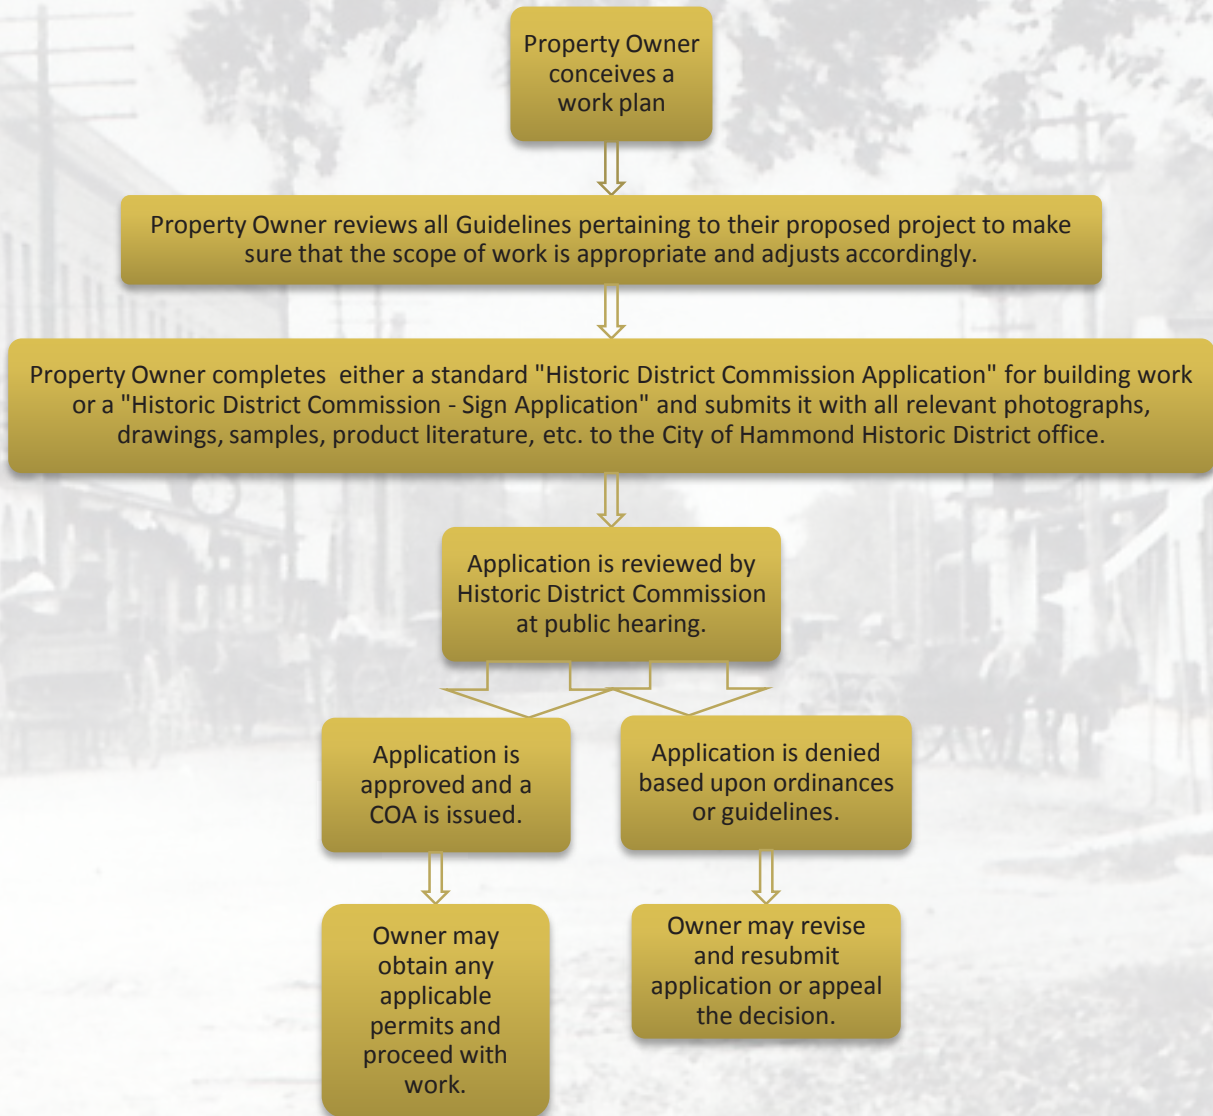 Property Owner
conceives a
work plan
Property Owner reviews all Guidelines pertaining to their proposed project to make
sure that the scope of work is appropriate and adjusts accordingly.
Property Owner completes  either a standard "Historic District Commission Application" for building work
or a "Historic District Commission - Sign Application" and submits it with all relevant photographs,
drawings, samples, product literature, etc. to the City of Hammond Historic District office.
Application is reviewed by
Historic District Commission
at public hearing.
Application is
approved and a
COA is issued.
Application is denied
based upon ordinances
or guidelines.
Owner may
obtain any
applicable
permits and
proceed with
work.
Owner may revise
and resubmit
application or appeal
the decision.